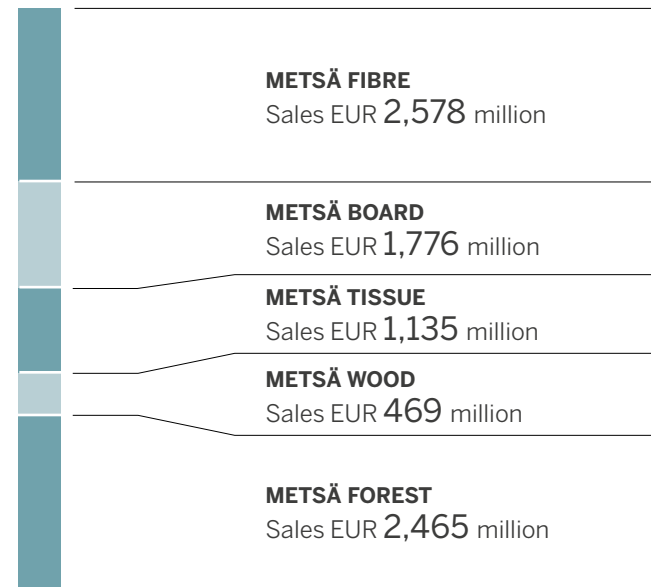 METSÄ FIBRE
Sales EUR 2,578 million
METSÄ BOARD
Sales EUR 1,776 million
METSÄ TISSUE
Sales EUR 1,135 million
METSÄ WOOD
Sales EUR 469 million
METSÄ FOREST
Sales EUR 2,465 million